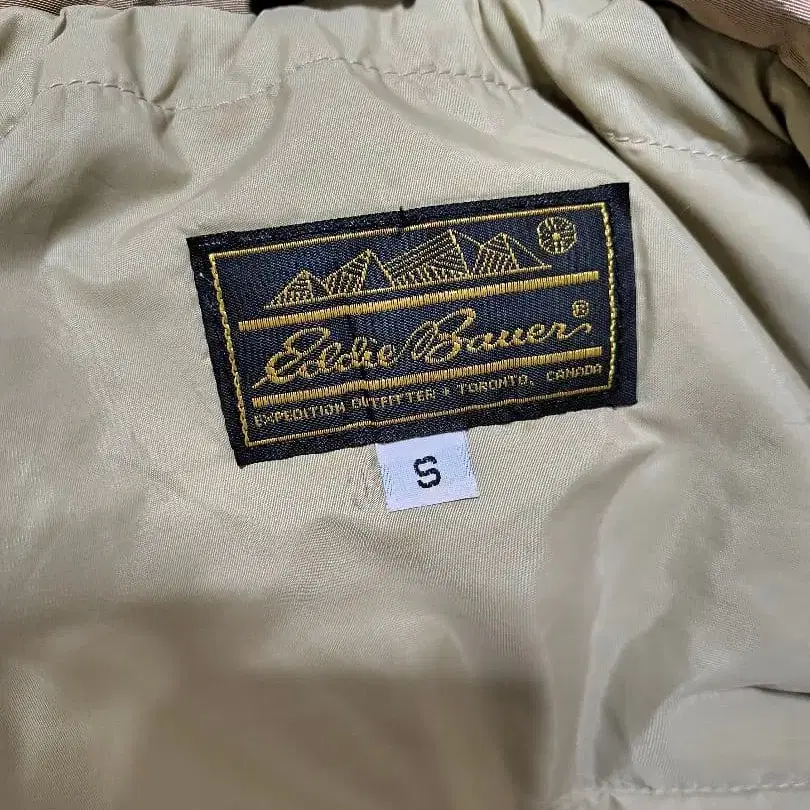 Eddie Bauer®
EXPEDITION OUTFITTER ♦ TORONTO, CANADA
S